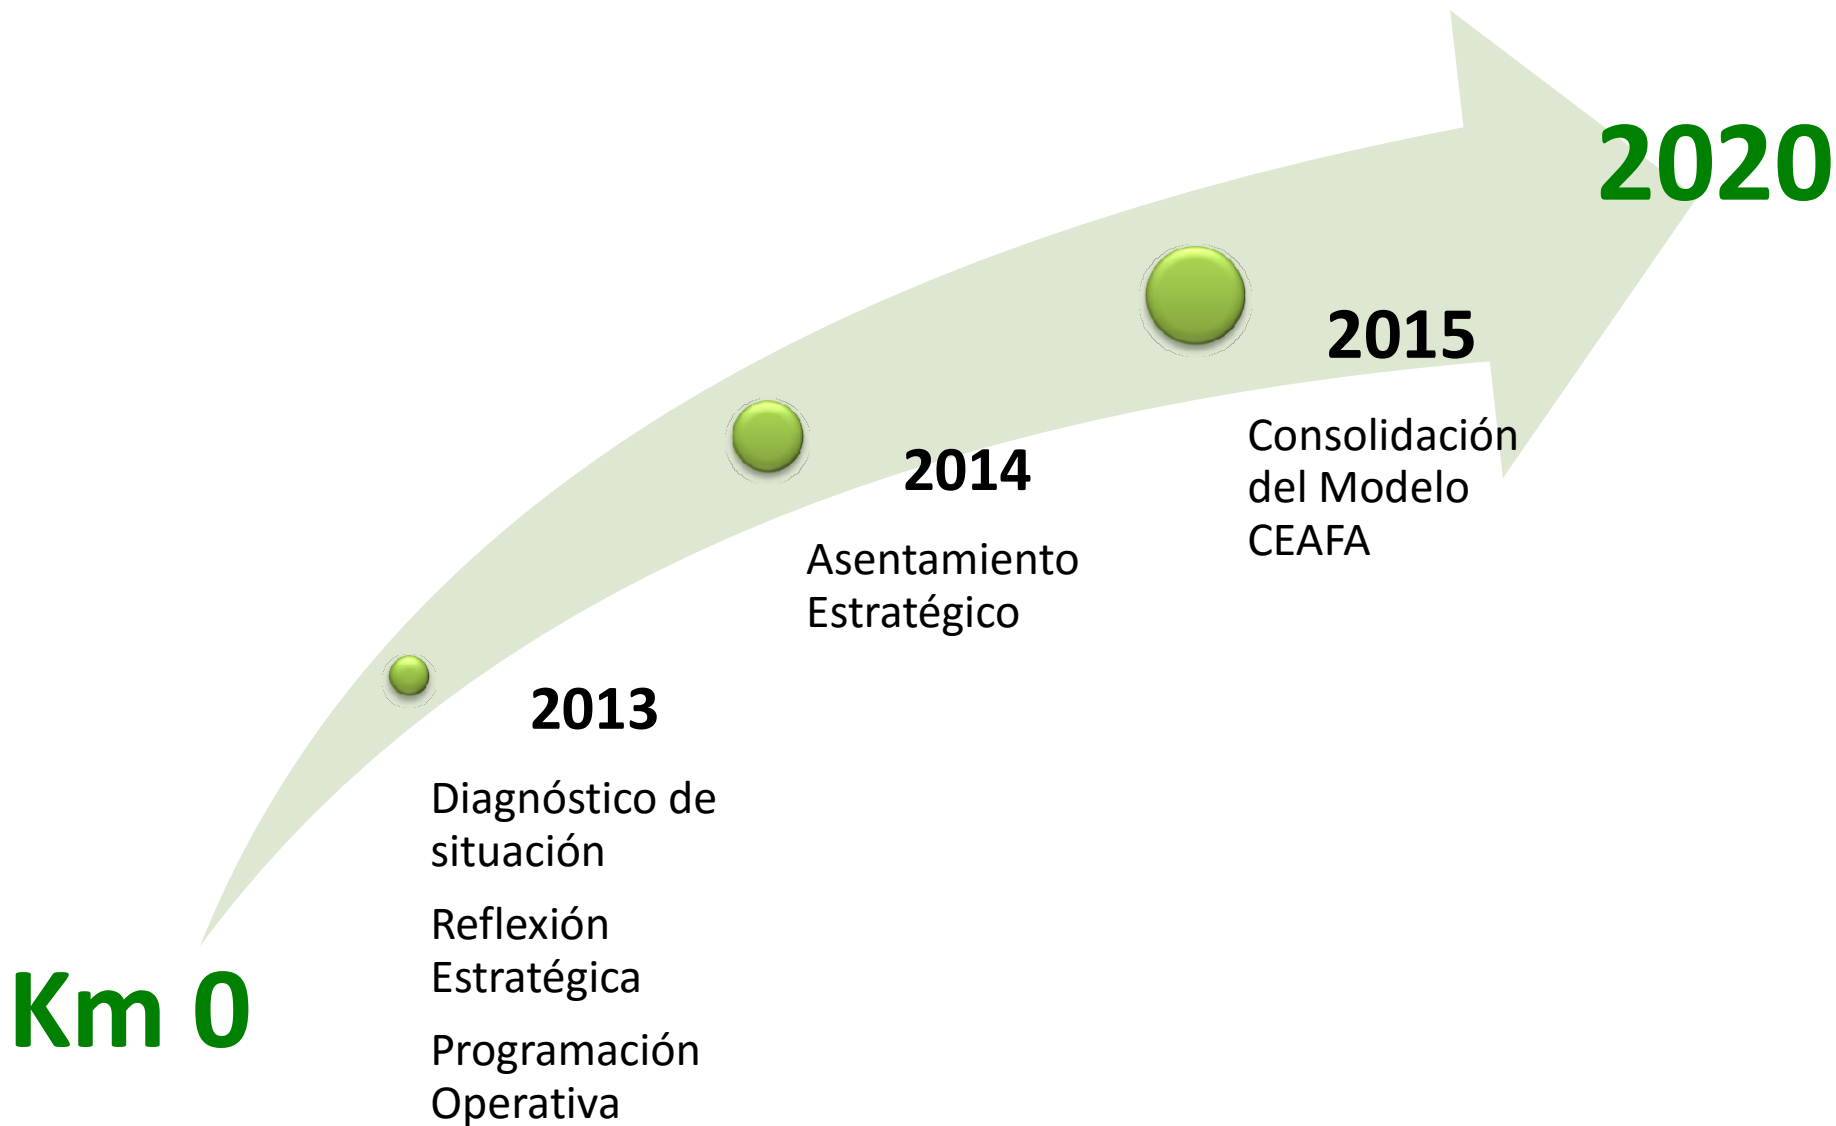 2020
2015
Consolidación
del Modelo
CEAFA
2014
Asentamiento
Estratégico
2013
Diagnóstico de
situación
Reflexión
Estratégica
Programación
Operativa
Km 0